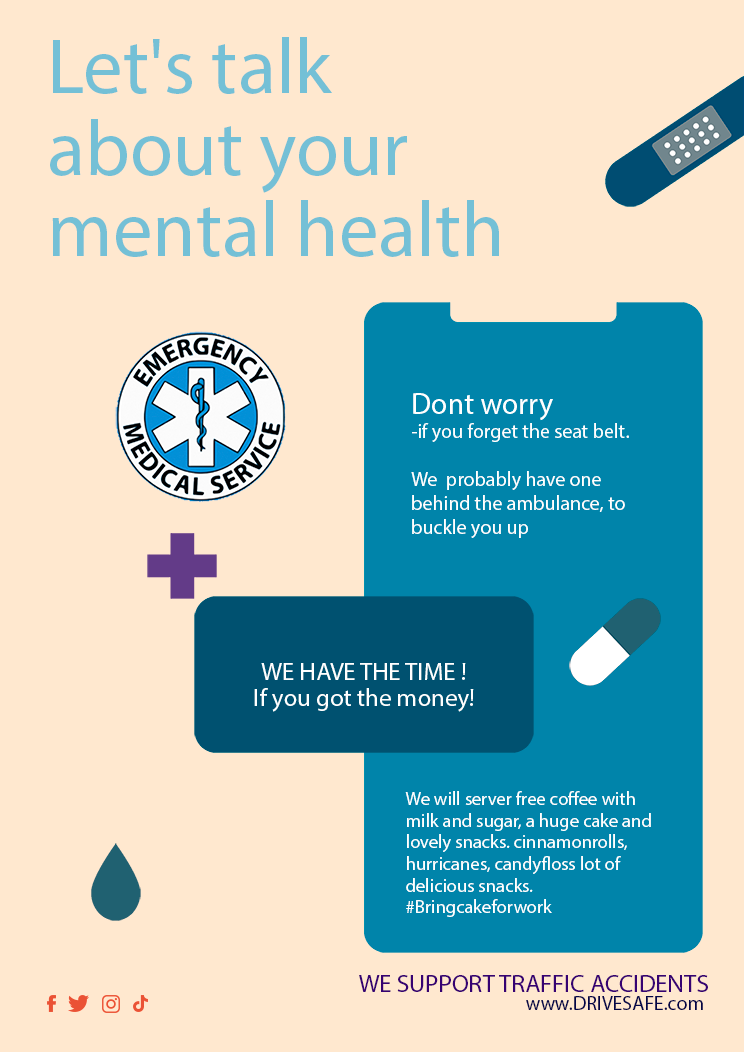 Let's talk
about your
mental health
EMERGENCY
MEDICAL SERVICE
Dont worry
-if you forget the seat belt.
We probably have one
behind the ambulance, to
buckle you up
WE HAVE THE TIME !
If you got the money!
We will server free coffee with
milk and sugar, a huge cake and
lovely snacks. cinnamonrolls,
hurricanes, candyfloss lot of
delicious snacks.
#Bringcakeforwork
WE SUPPORT TRAFFIC ACCIDENTS
www.DRIVESAFE.com